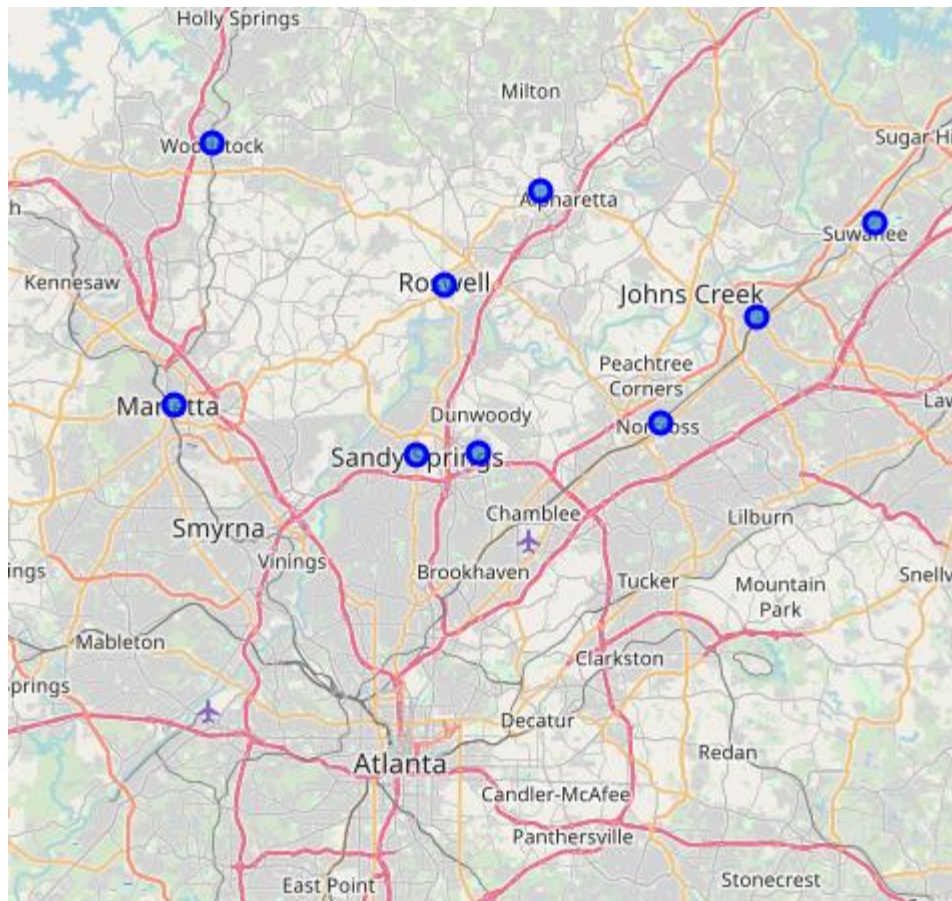 Holly Springs
Milton
Sugar Hi
Woodstock
Alpharetta
h
Suwanee
Kennesaw
Roswell
Johns Creek
Peachtree
Corners
Marietta
Dunwoody
Law
Norcross
Sandy Springs
Chamblee
Lilburn
Smyrna
Vinings
ings
Brookhaven
Tucker
Mountain
Park
Snellv
Mableton
Clarkston
springs
Decatur
Redan
Atlanta
Candler-McAfee
Panthersville
East Point
Stonecrest